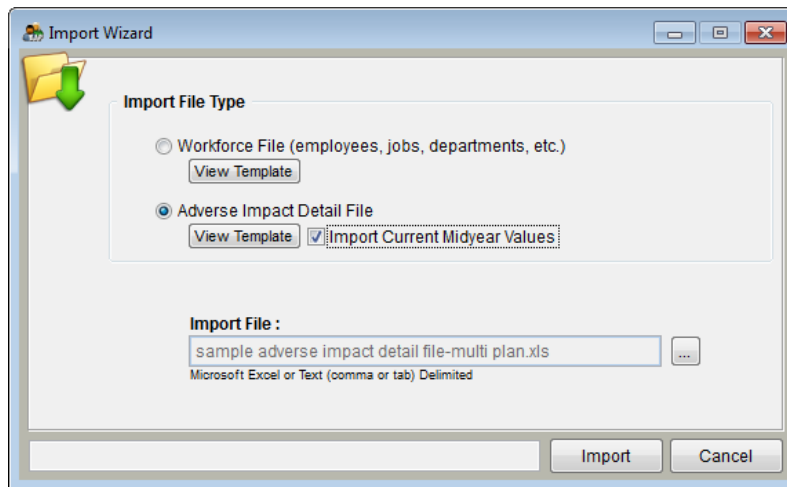 Import Wizard
Import File Type
Workforce File (employees, jobs, departments, etc.)
View Template
Adverse Impact Detail File
View Template Import Current Midyear Values
Import File :
sample adverse impact detail file-multi plan.xls ...
Microsoft Excel or Text (comma or tab) Delimited
Import Cancel